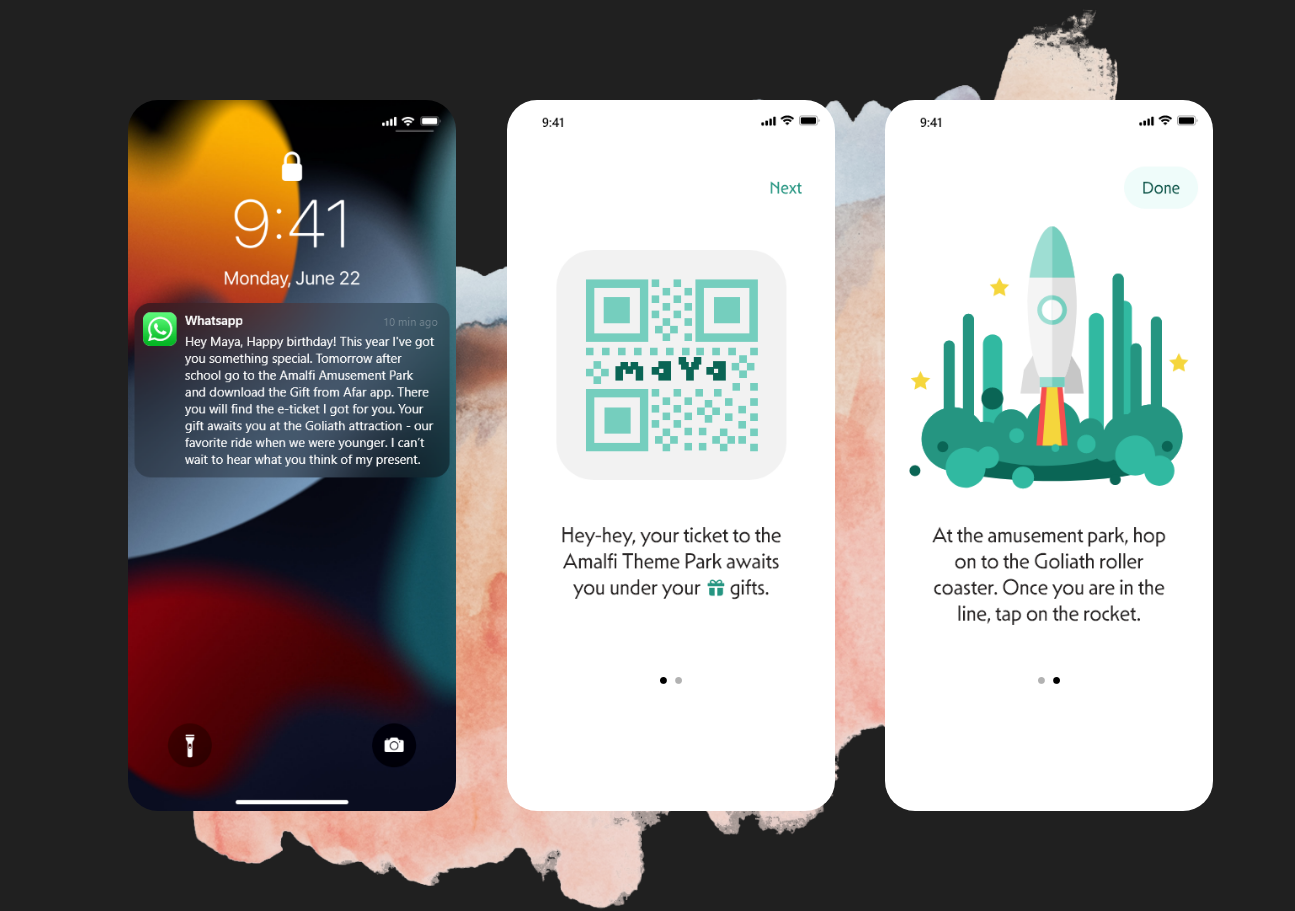 9:41
Monday, June 22
Whatsapp
10 min ago
Hey Maya, Happy birthday! This year I've got
you something special. Tomorrow after
school go to the Amalfi Amusement Park
and download the Gift from Afar app. There
you will find the e-ticket I got for you. Your
gift awaits you at the Goliath attraction - our
favorite ride when we were younger. I can't
wait to hear what you think of my present.
9:41
Next
maYa
Hey-hey, your ticket to the
Amalfi Theme Park awaits
you under your gifts.
9:41
Done
At the amusement park, hop
on to the Goliath roller
coaster. Once you are in the
line, tap on the rocket.